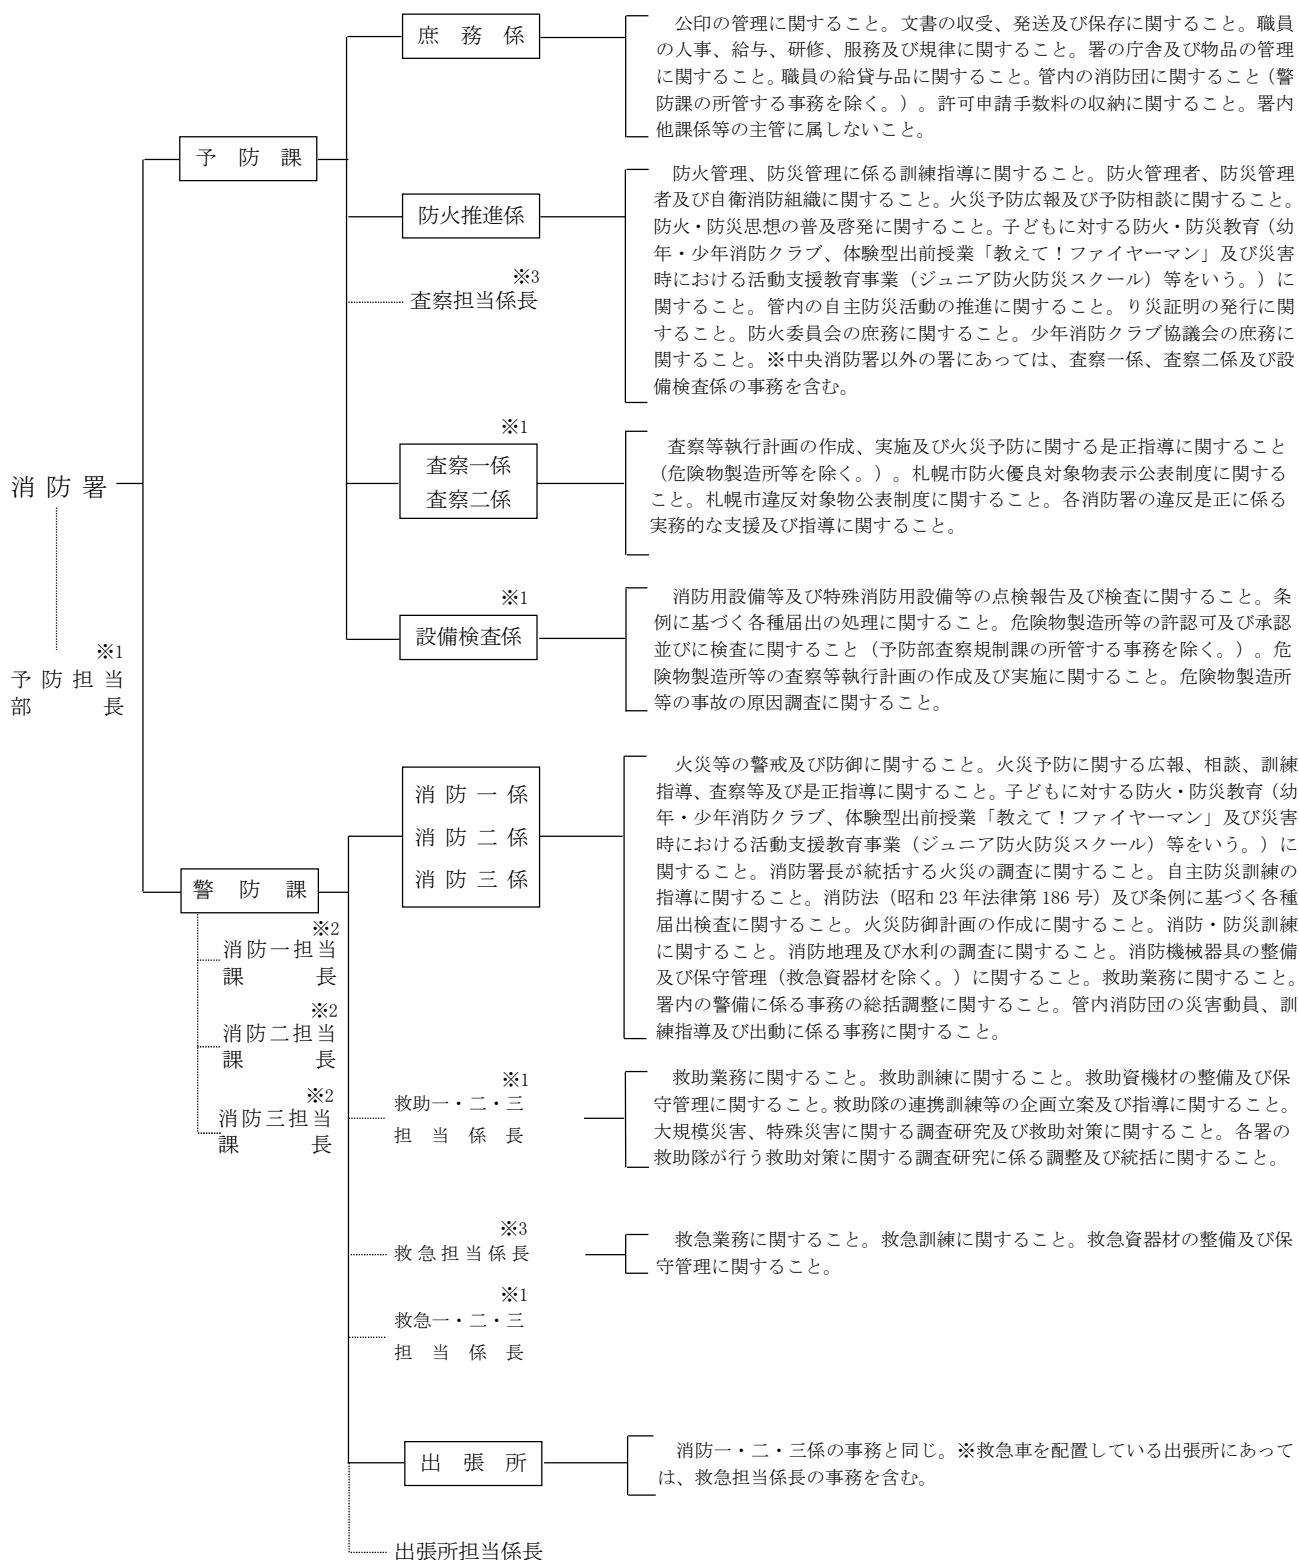 庶務係
公印の管理に関すること。文書の収受、発送及び保存に関すること。職員
の人事、給与、研修、服務及び規律に関すること。署の庁舎及び物品の管理
に関すること。職員の給貸与品に関すること。管内の消防団に関すること（警
防課の所管する事務を除く。）。許可申請手数料の収納に関すること。署内
他課係等の主管に属しないこと。
予防課
防火推進係
防火管理、防災管理に係る訓練指導に関すること。防火管理者、防災管理
者及び自衛消防組織に関すること。火災予防広報及び予防相談に関すること。
防火・防災思想の普及啓発に関すること。子どもに対する防火・防災教育（幼
年・少年消防クラブ、体験型出前授業「教えて！ファイヤーマン」及び災害
時における活動支援教育事業（ジュニア防火防災スクール）等をいう。）に
関すること。管内の自主防災活動の推進に関すること。り災証明の発行に関
すること。防火委員会の庶務に関すること。少年消防クラブ協議会の庶務に
関すること。※中央消防署以外の署にあっては、査察一係、査察二係及び設
備検査係の事務を含む。
※3
査察担当係長
※1
査察一係
査察二係
査察等執行計画の作成、実施及び火災予防に関する是正指導に関すること
（危険物製造所等を除く。）。札幌市防火優良対象物表示公表制度に関する
こと。札幌市違反対象物公表制度に関すること。各消防署の違反是正に係る
実務的な支援及び指導に関すること。
消防署
※1
設備検査係
消防用設備等及び特殊消防用設備等の点検報告及び検査に関すること。条
例に基づく各種届出の処理に関すること。危険物製造所等の許認可及び承認
並びに検査に関すること（予防部査察規制課の所管する事務を除く。）。危
険物製造所等の査察等執行計画の作成及び実施に関すること。危険物製造所
等の事故の原因調査に関すること。
※1
予防担当
部長
消防一係
消防二係
消防三係
火災等の警戒及び防御に関すること。火災予防に関する広報、相談、訓練
指導、査察等及び是正指導に関すること。子どもに対する防火・防災教育（幼
年・少年消防クラブ、体験型出前授業「教えて！ファイヤーマン」及び災害
時における活動支援教育事業（ジュニア防火防災スクール）等をいう。）に
関すること。消防署長が統括する火災の調査に関すること。自主防災訓練の
指導に関すること。消防法（昭和 23 年法律第 186 号）及び条例に基づく各種
届出検査に関すること。火災防御計画の作成に関すること。消防・防災訓練
に関すること。消防地理及び水利の調査に関すること。消防機械器具の整備
及び保守管理（救急資器材を除く。）に関すること。救助業務に関すること。
署内の警備に係る事務の総括調整に関すること。管内消防団の災害動員、訓
練指導及び出動に係る事務に関すること。
警防課
※2
消防一担当
課長
※2
消防二担当
課長
※2
消防三担当
課長
※1
救助一・二・三
担当係長
救助業務に関すること。救助訓練に関すること。救助資機材の整備及び保
守管理に関すること。救助隊の連携訓練等の企画立案及び指導に関すること。
大規模災害、特殊災害に関する調査研究及び救助対策に関すること。各署の
救助隊が行う救助対策に関する調査研究に係る調整及び統括に関すること。
※3
救急担当係長
救急業務に関すること。救急訓練に関すること。救急資器材の整備及び保
守管理に関すること。
※1
救急一・二・三
担当係長
出張所
消防一・二・三係の事務と同じ。※救急車を配置している出張所にあって
は、救急担当係長の事務を含む。
出張所担当係長